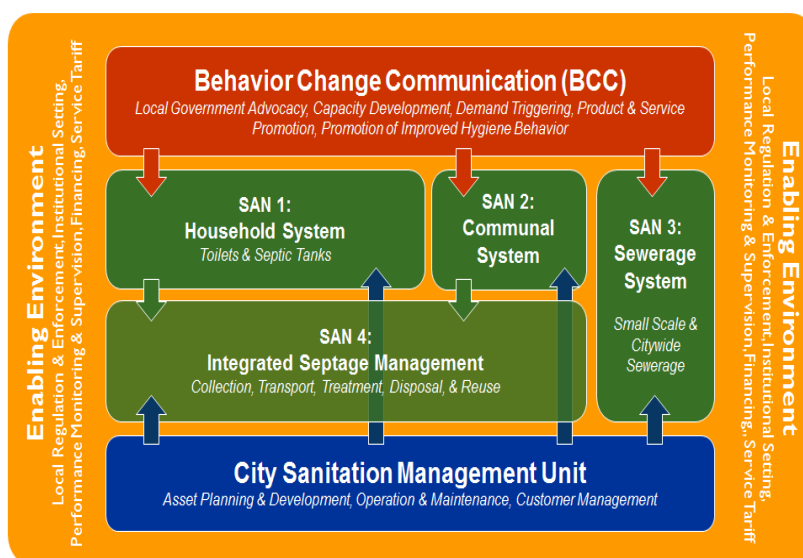 Enabling Environment
Local Regulation & Enforcement, Institutional Setting,
Performance Monitoring & Supervision, Financing, Service Tariff
Behavior Change Communication (BCC)
Local Government Advocacy, Capacity Development, Demand Triggering, Product & Service
Promotion, Promotion of Improved Hygiene Behavior
SAN 1:
Household System
Toilets & Septic Tanks
SAN 2:
Communal
System
SAN 3:
Sewerage
System
Small Scale &
Citywide
Sewerage
SAN 4:
Integrated Septage Management
Collection, Transport, Treatment, Disposal, & Reuse
City Sanitation Management Unit
Asset Planning & Development, Operation & Maintenance, Customer Management
Enabling Environment
Local Regulation & Enforcement, Institutional Setting,
Performance Monitoring & Supervision, Financing,, Service Tariff